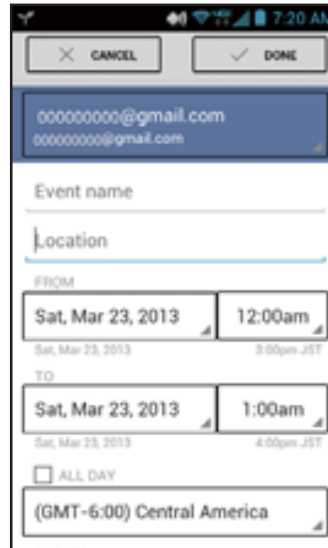 7:20 AM
CANCEL DONE
ooooooooo@gmail.com
ooooooooo@gmail.com
Event name
Location
FROM
Sat, Mar 23, 2013 12:00am
Sat, Mar 23, 2013 3:00pm JST
TO
Sat, Mar 23, 2013 1:00am
Sat, Mar 23, 2013 4:00pm JST
ALL DAY
(GMT-6:00) Central America